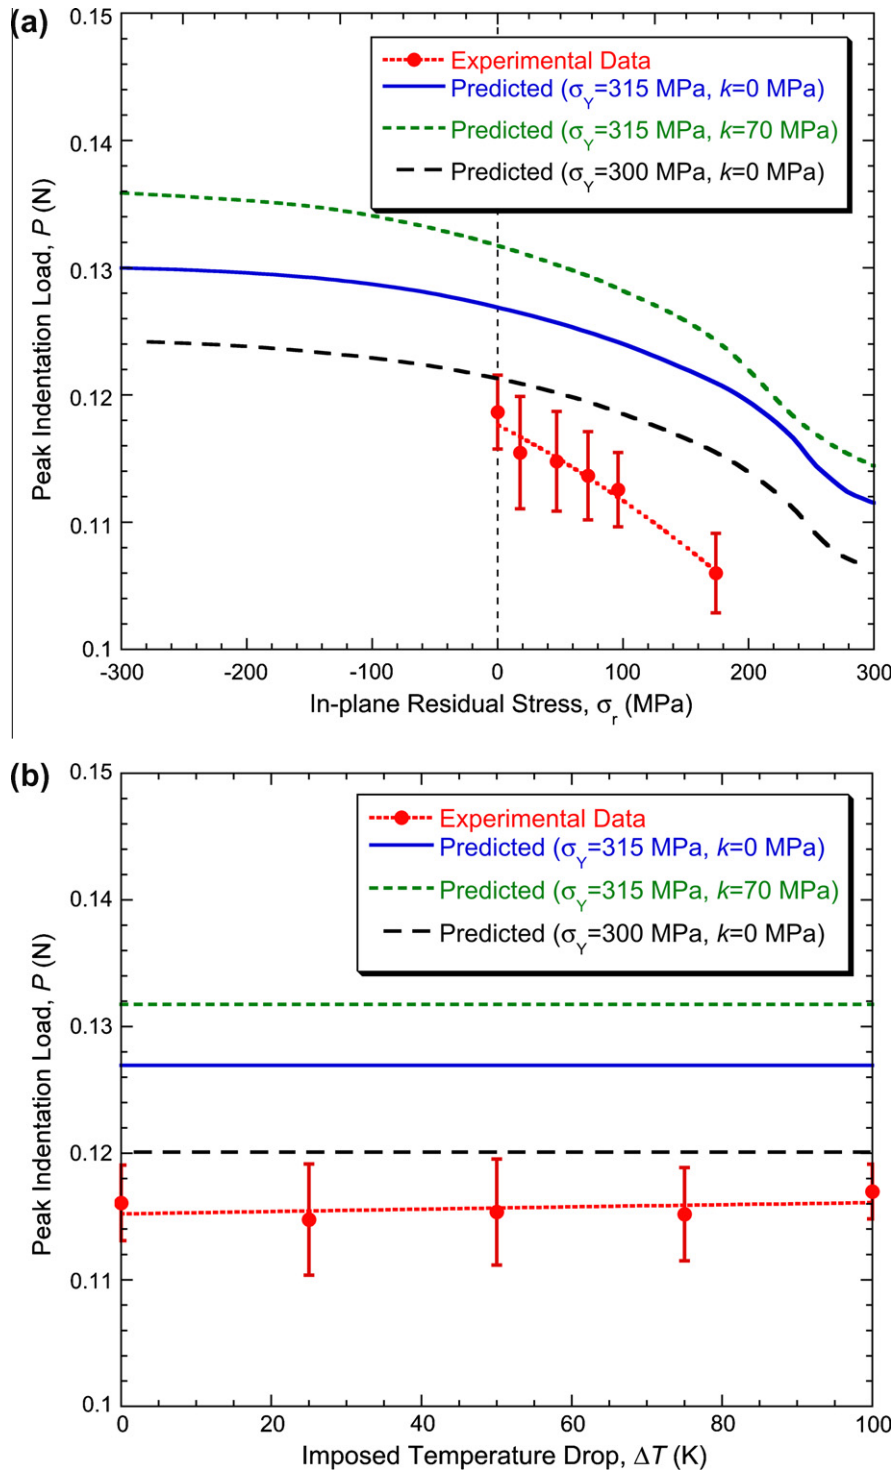 (a)
0.15
0.14
0.13
0.12
0.11
0.1
Peak Indentation Load, P (N)
Experimental Data
Predicted (σY=315 MPa, k=0 MPa)
Predicted (σY=315 MPa, k=70 MPa)
Predicted (σY=300 MPa, k=0 MPa)
-300 -200 -100 0 100 200 300
In-plane Residual Stress, σr (MPa)
(b)
0.15
0.14
0.13
0.12
0.11
0.1
Peak Indentation Load, P (N)
Experimental Data
Predicted (σY=315 MPa, k=0 MPa)
Predicted (σY=315 MPa, k=70 MPa)
Predicted (σY=300 MPa, k=0 MPa)
0 20 40 60 80 100
Imposed Temperature Drop, ΔT (K)